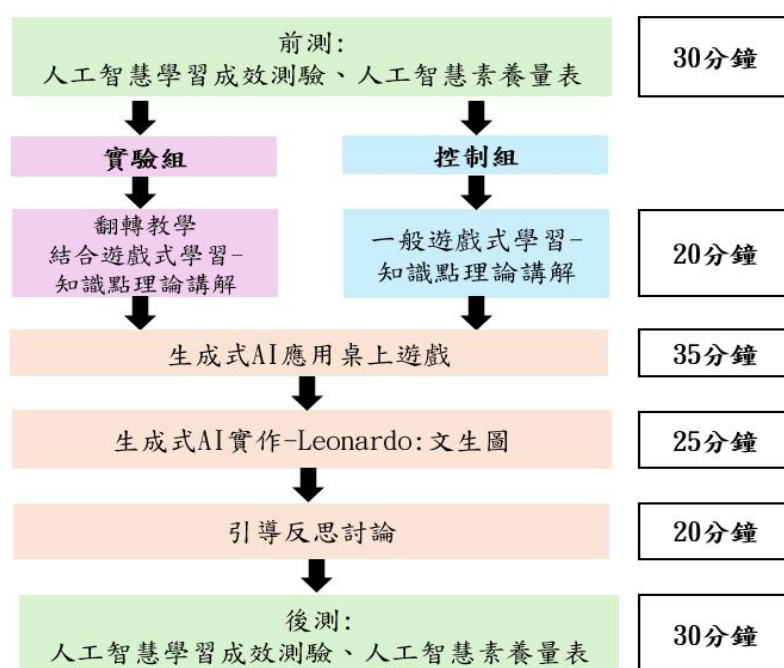 前測:
人工智慧學習成效測驗、人工智慧素養量表
30分鐘
實驗組
控制組
翻轉教學
結合遊戲式學習-
知識點理論講解
一般遊戲式學習-
知識點理論講解
20分鐘
生成式AI應用桌上遊戲
35分鐘
生成式AI實作-Leonardo:文生圖
25分鐘
引導反思討論
20分鐘
後測:
人工智慧學習成效測驗、人工智慧素養量表
30分鐘